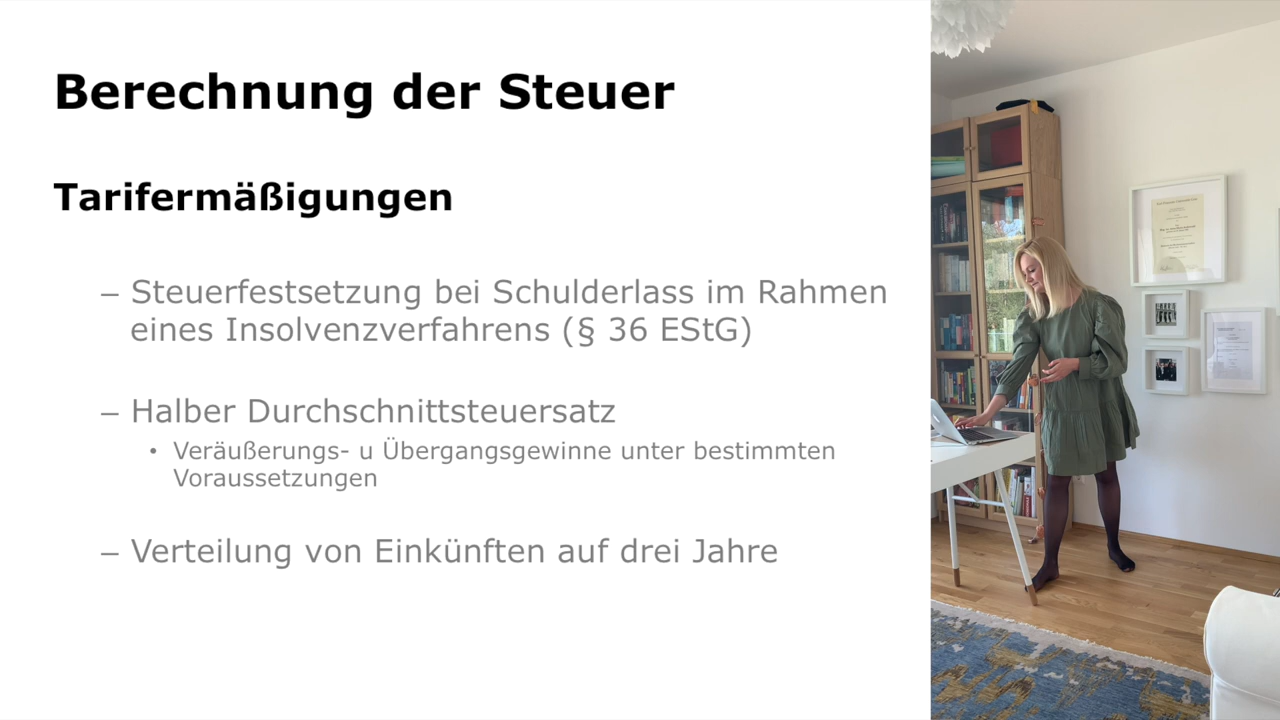 Berechnung der Steuer
Tarifermäßigungen
– Steuerfestsetzung bei Schulderlass im Rahmen
eines Insolvenzverfahrens (§ 36 EStG)
– Halber Durchschnittsteuersatz
• Veräußerungs- u Übergangsgewinne unter bestimmten
Voraussetzungen
– Verteilung von Einkünften auf drei Jahre